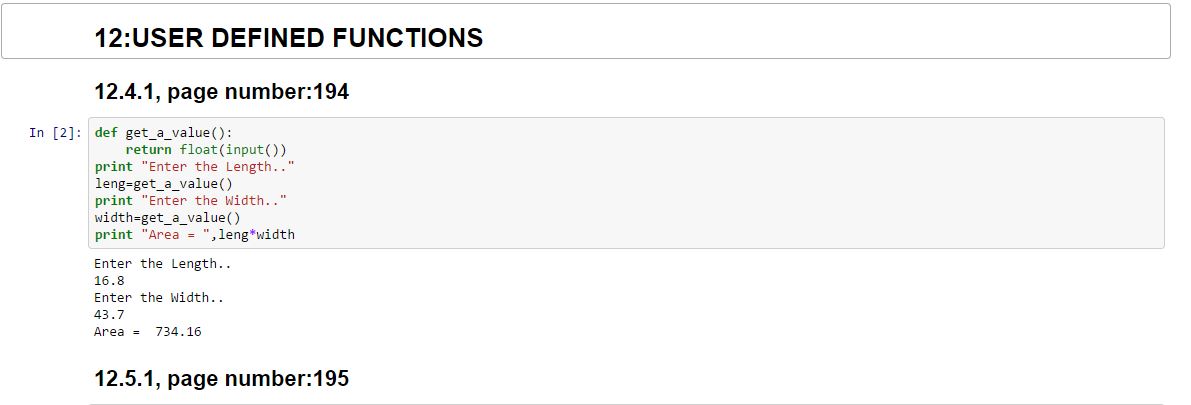 12:USER DEFINED FUNCTIONS
12.4.1, page number:194
In [2]: def get_a_value():
    return float(input())
print "Enter the Length.."
leng=get_a_value()
print "Enter the Width.."
width=get_a_value()
print "Area = ",leng*width
Enter the Length..
16.8
Enter the Width..
43.7
Area =  734.16
12.5.1, page number:195